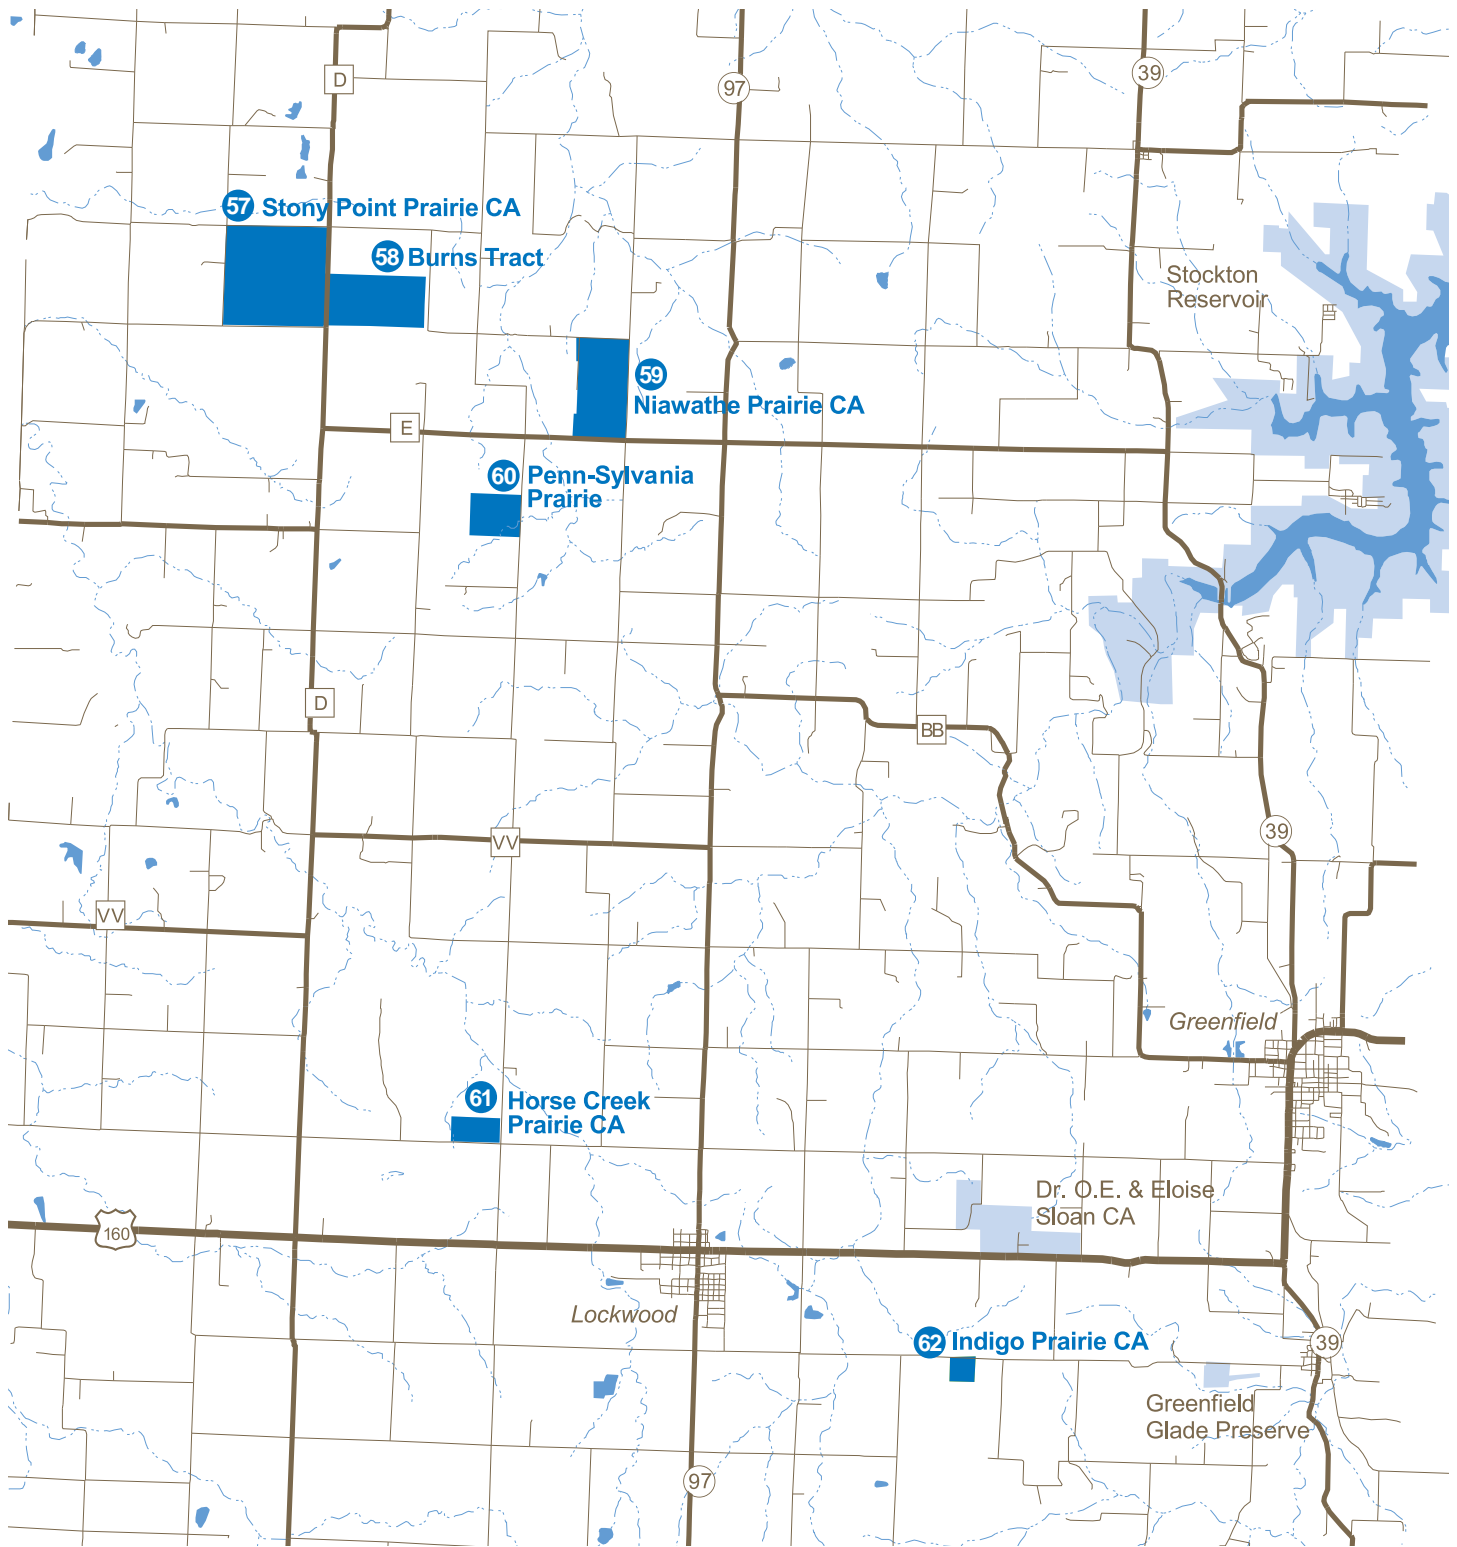 D
97
39
57 Stony Point Prairie CA
58 Burns Tract
Stockton
Reservoir
59
Niawathe Prairie CA
E
60 Penn-Sylvania
Prairie
D
BB
39
VV
VV
Greenfield
61 Horse Creek
Prairie CA
Dr. O.E. & Eloise
Sloan CA
160
Lockwood
62 Indigo Prairie CA
39
Greenfield
Glade Preserve
97